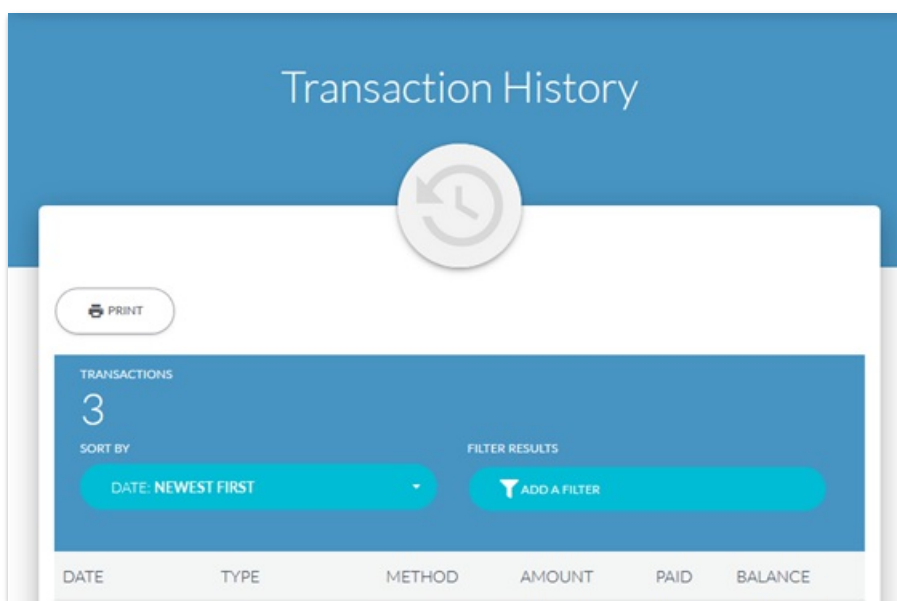 Transaction History
PRINT
TRANSACTIONS
3
SORT BY
FILTER RESULTS
DATE: NEWEST FIRST
ADD A FILTER
DATE TYPE METHOD AMOUNT PAID BALANCE